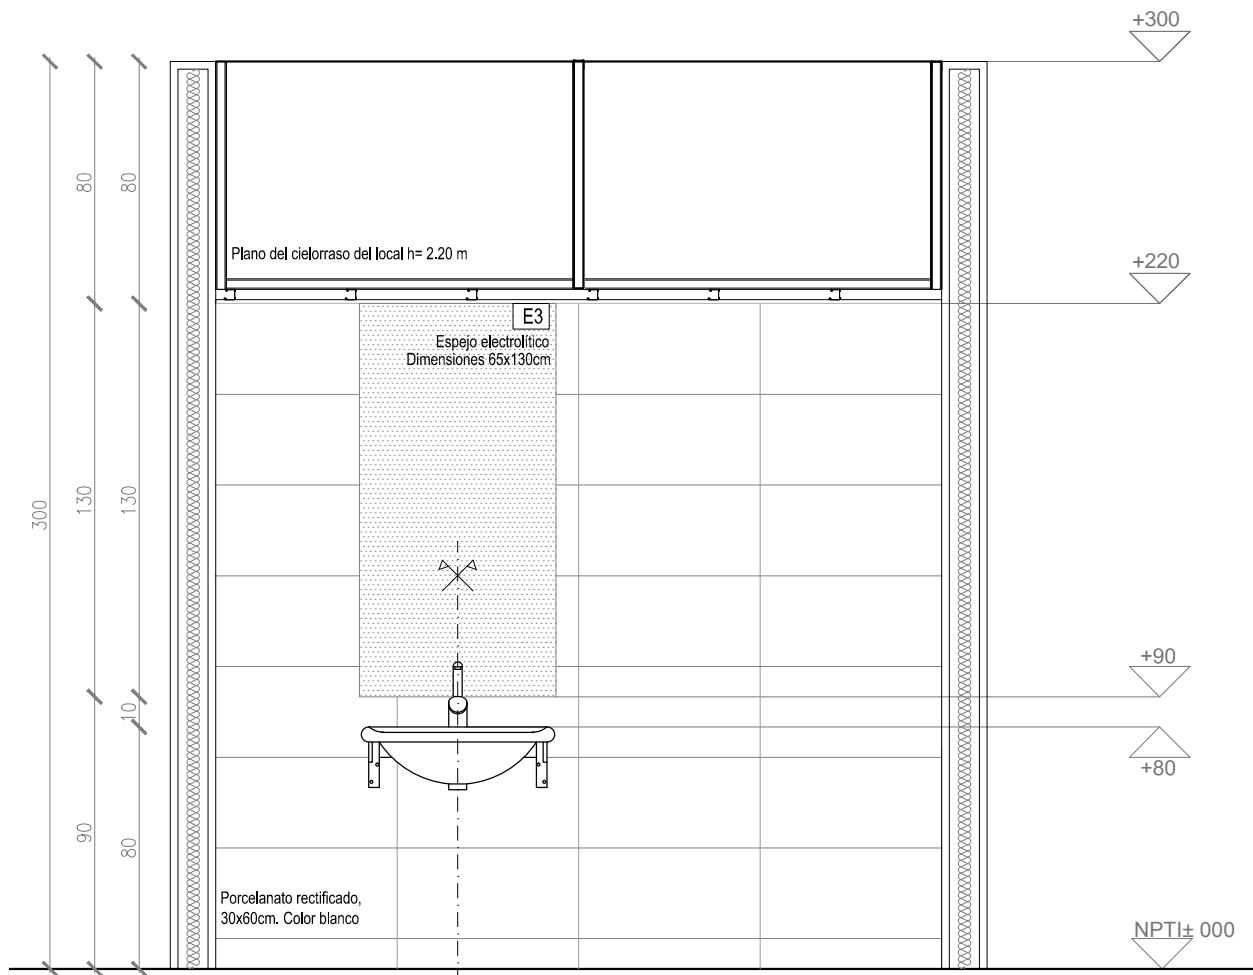 +300
80
80
Plano del cielorraso del local h= 2.20 m
+220
E3
Espejo electrolítico
Dimensiones 65x130cm
300
130
130
+90
10
+80
90
80
Porcelanato rectificado,
30x60cm. Color blanco
NPTI± 000